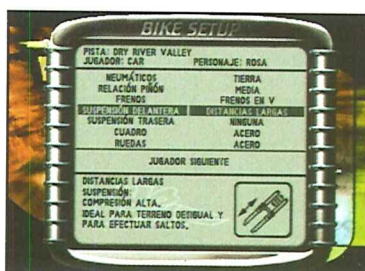 BIKE SETUP
PISTA: DRY RIVER VALLEY
JUGADOR: CAR PERSONAJE: ROSA
NEUMÁTICOS TIERRA
RELACIÓN PIÑÓN MEDIA
FRENOS FRENOS EN V
SUSPENSIÓN DELANTERA DISTANCIAS LARGAS
SUSPENSIÓN TRASERA NINGUNA
CUADRO ACERO
RUEDAS ACERO
JUGADOR SIGUIENTE
DISTANCIAS LARGAS
SUSPENSIÓN:
COMPRESIÓN ALTA.
IDEAL PARA TERRENO DESIGUAL Y
PARA EFECTUAR SALTOS.